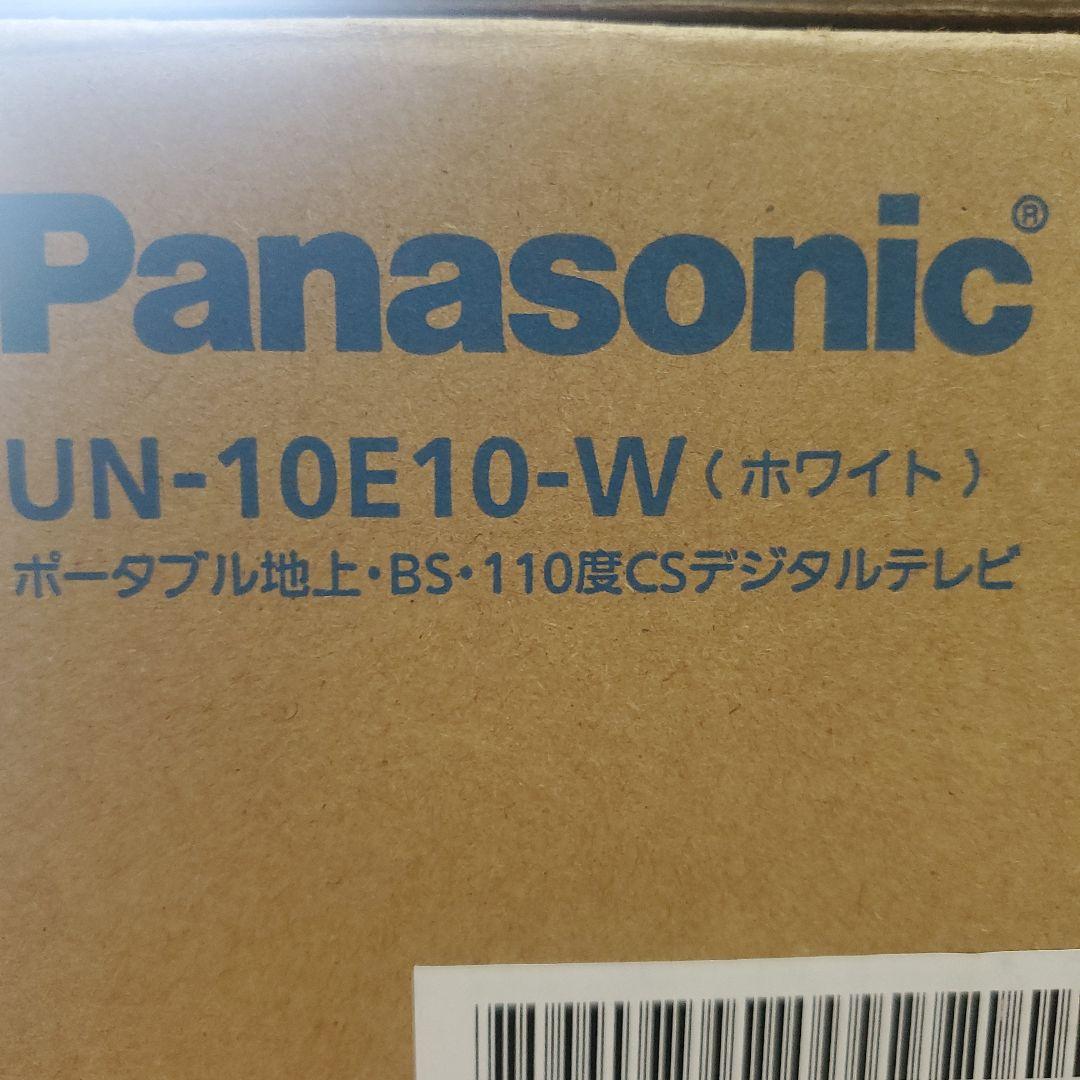 Panasonic®
UN-10E10-W（ホワイト）
ポータブル地上・BS・110度CSデジタルテレビ